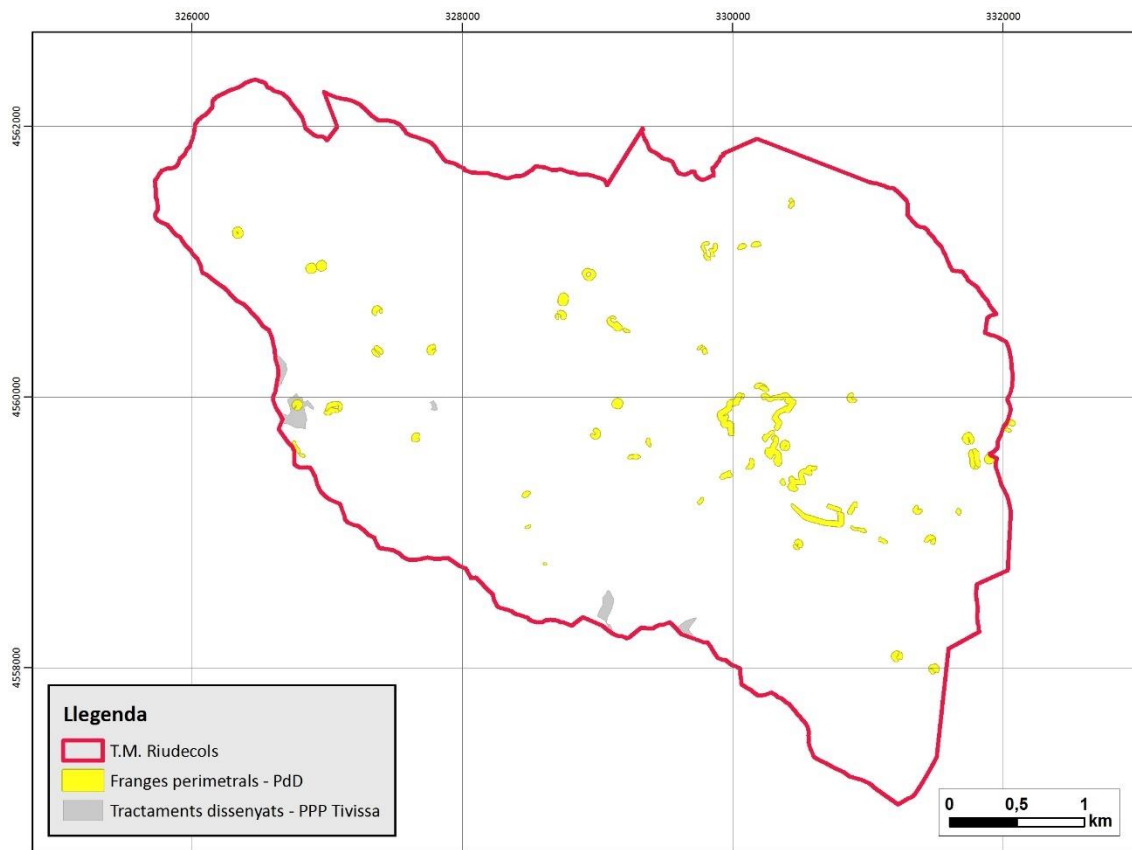 326000 328000 330000 332000
4562000
4560000
4558000
Llegenda
T.M. Riudecols
Franges perimetrals - PdD
Tractaments dissenyats - PPP Tivissa
0 0,5 1
km